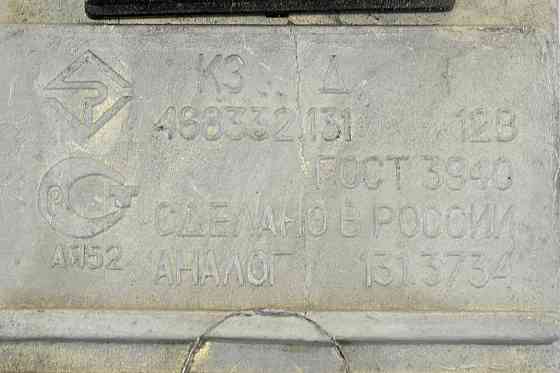 КЗ Д
468332.131 12В
ГОСТ 3940
СДЕЛАНО В РОССИИ
АЯ52 АНАЛОГ 131.3734